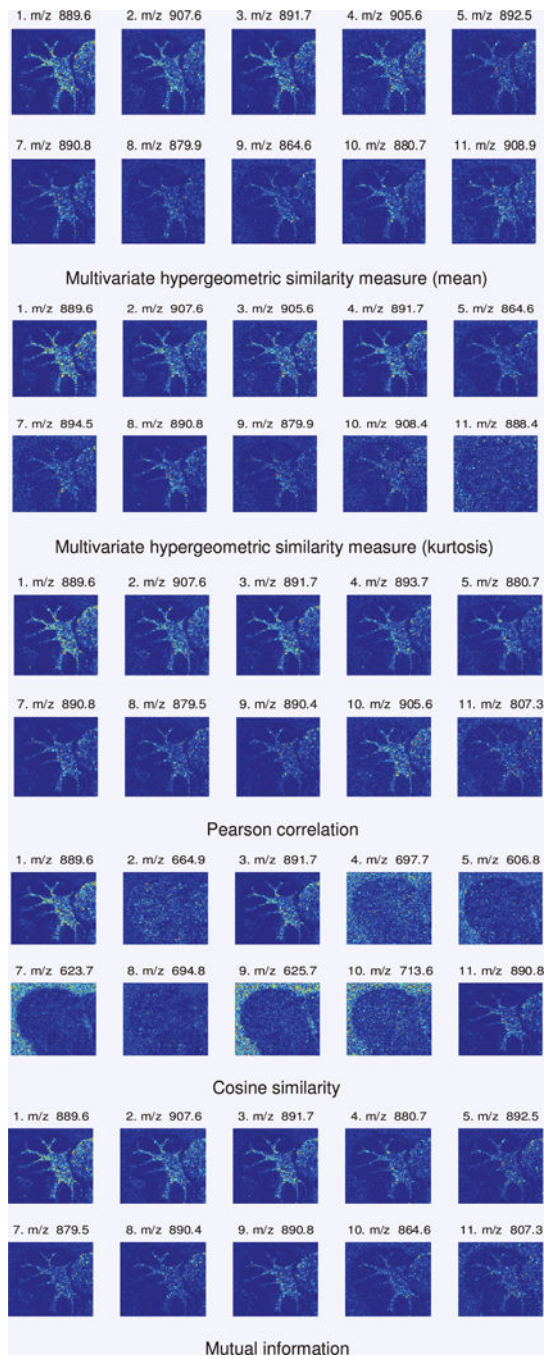 1. m/z 889.6 2. m/z 907.6 3. m/z 891.7 4. m/z 905.6 5. m/z 892.5
7. m/z 890.8 8. m/z 879.9 9. m/z 864.6 10. m/z 880.7 11. m/z 908.9
Multivariate hypergeometric similarity measure (mean)
1. m/z 889.6 2. m/z 907.6 3. m/z 905.6 4. m/z 891.7 5. m/z 864.6
7. m/z 894.5 8. m/z 890.8 9. m/z 879.9 10. m/z 908.4 11. m/z 888.4
Multivariate hypergeometric similarity measure (kurtosis)
1. m/z 889.6 2. m/z 907.6 3. m/z 891.7 4. m/z 893.7 5. m/z 880.7
7. m/z 890.8 8. m/z 879.5 9. m/z 890.4 10. m/z 905.6 11. m/z 807.3
Pearson correlation
1. m/z 889.6 2. m/z 664.9 3. m/z 891.7 4. m/z 697.7 5. m/z 606.8
7. m/z 623.7 8. m/z 694.8 9. m/z 625.7 10. m/z 713.6 11. m/z 890.8
Cosine similarity
1. m/z 889.6 2. m/z 907.6 3. m/z 891.7 4. m/z 880.7 5. m/z 892.5
7. m/z 879.5 8. m/z 890.4 9. m/z 890.8 10. m/z 864.6 11. m/z 807.3
Mutual information